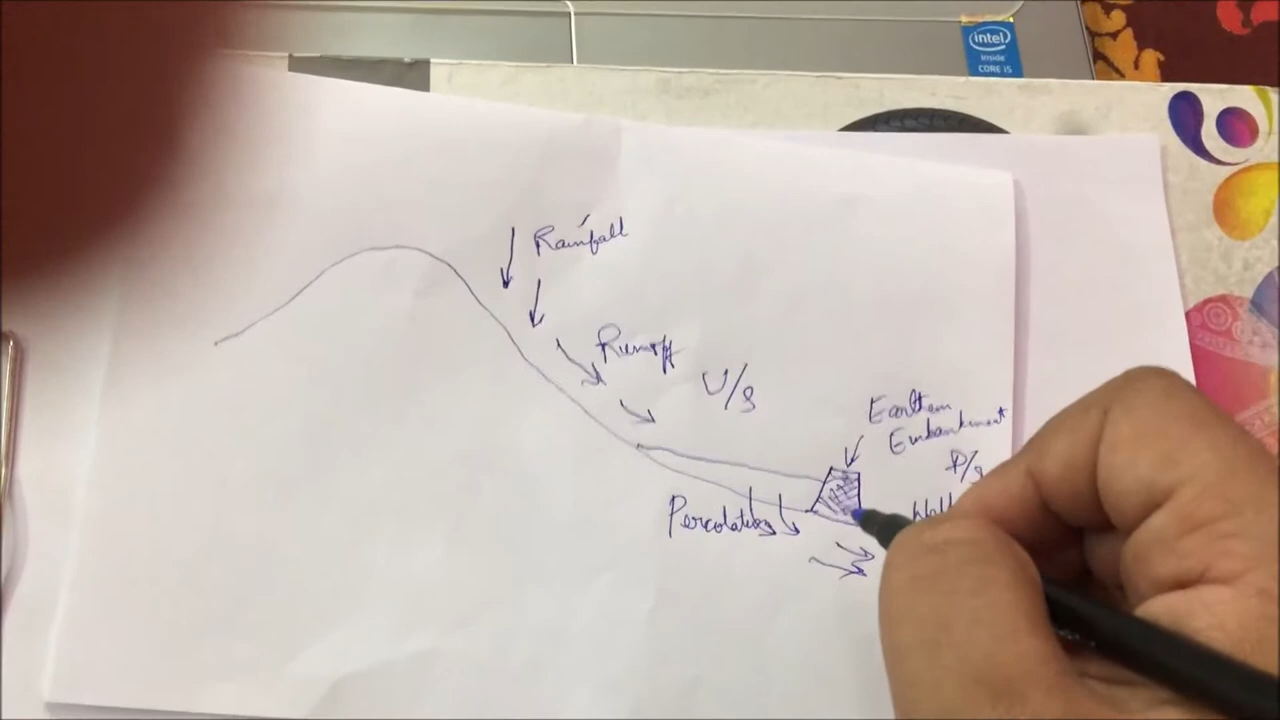 intel
inside
CORE i5
Rainfall
Runoff
U/s
Earthen
Embankment
D/s
Percolation